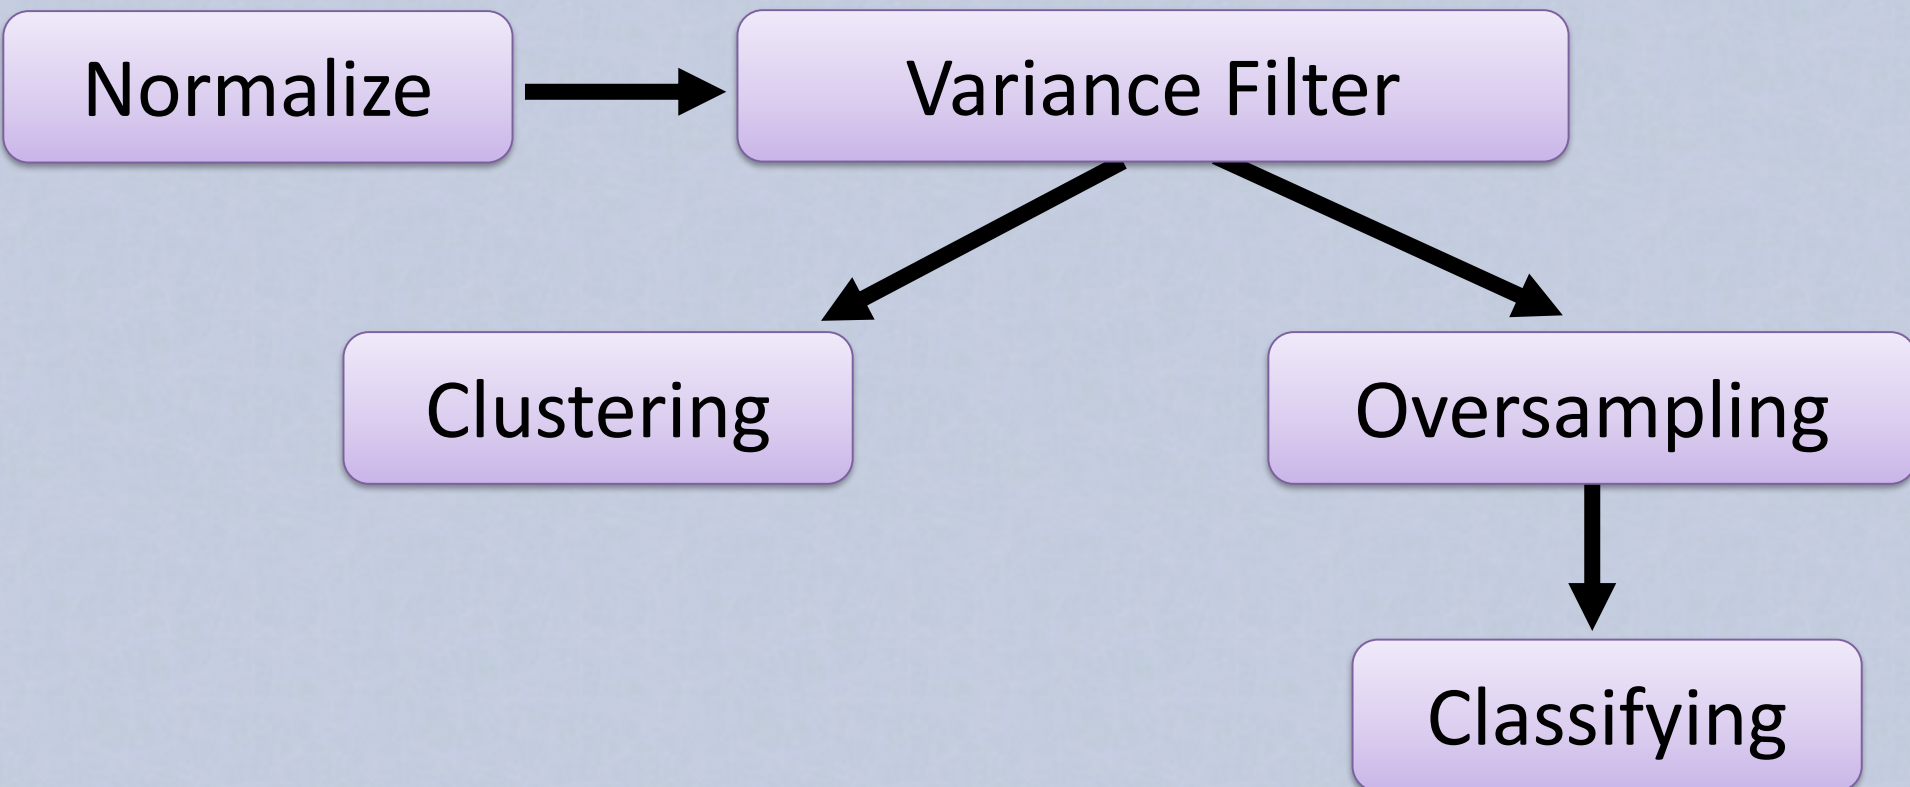 Normalize
Variance Filter
Clustering
Oversampling
Classifying